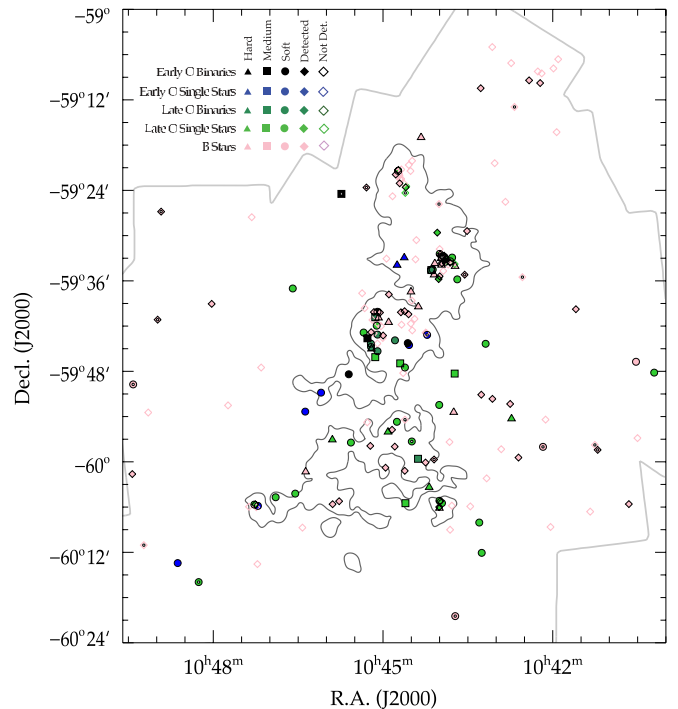 −59°
−59°12′
−59°24′
−59°36′
−59°48′
−60°
−60°12′
−60°24′
Decl. (J2000)
Hard
Medium
Soft
Detected
Not Det.
Early O Binaries
Early O Single Stars
Late O Binaries
Late O Single Stars
B Stars
10h48m
10h45m
10h42m
R.A. (J2000)